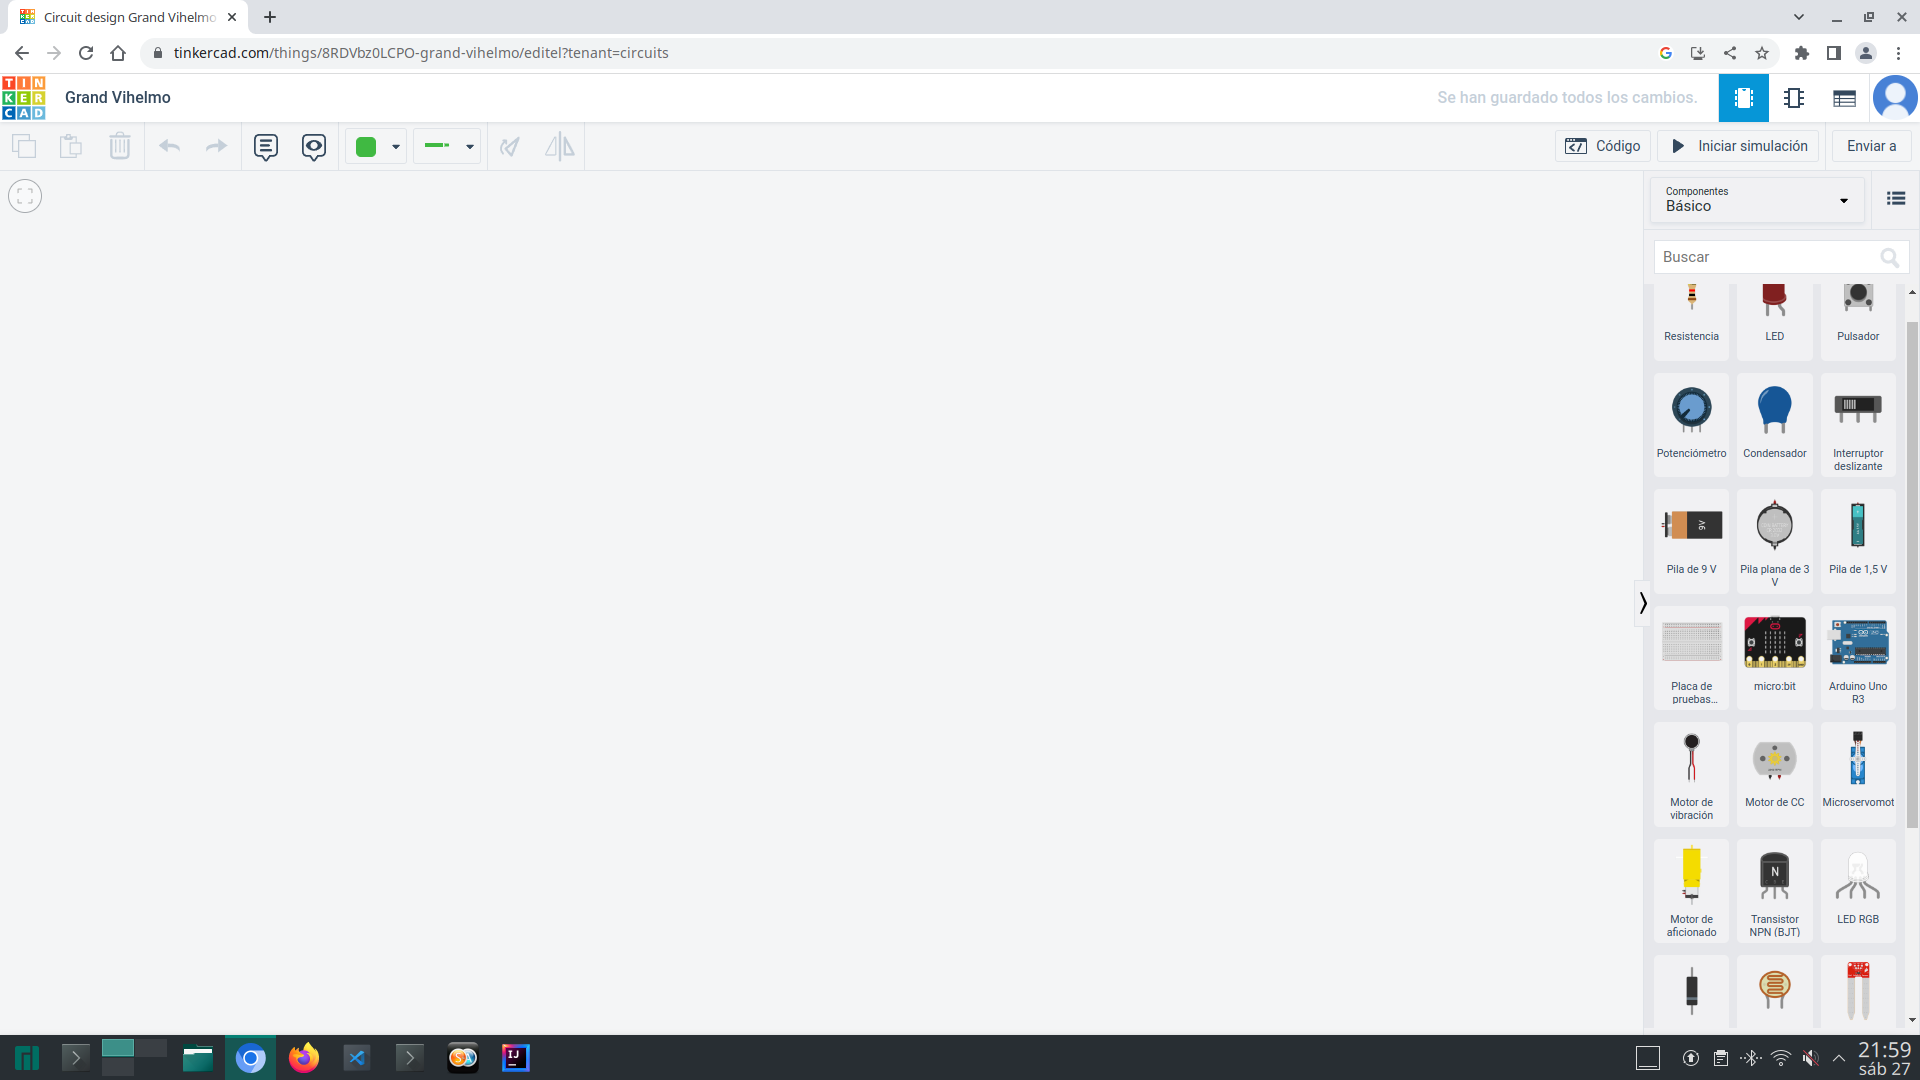 Circuit design Grand Vihelmo
tinkercad.com/things/8RDVbz0LCPO-grand-vihelmo/editel?tenant=circuits
TIN
KER
CAD
Grand Vihelmo
Se han guardado todos los cambios.
Código
Iniciar simulación
Enviar a
Componentes
Básico
Buscar
Resistencia
LED
Pulsador
Potenciómetro
Condensador
Interruptor
deslizante
9V
Pila de 9 V
Pila plana de 3
V
Pila de 1,5 V
Placa de
pruebas...
micro:bit
Arduino Uno
R3
Motor de
vibración
Motor de CC
Microservomot
Motor de
aficionado
N
Transistor
NPN (BJT)
LED RGB
IJ
21:59
sáb 27